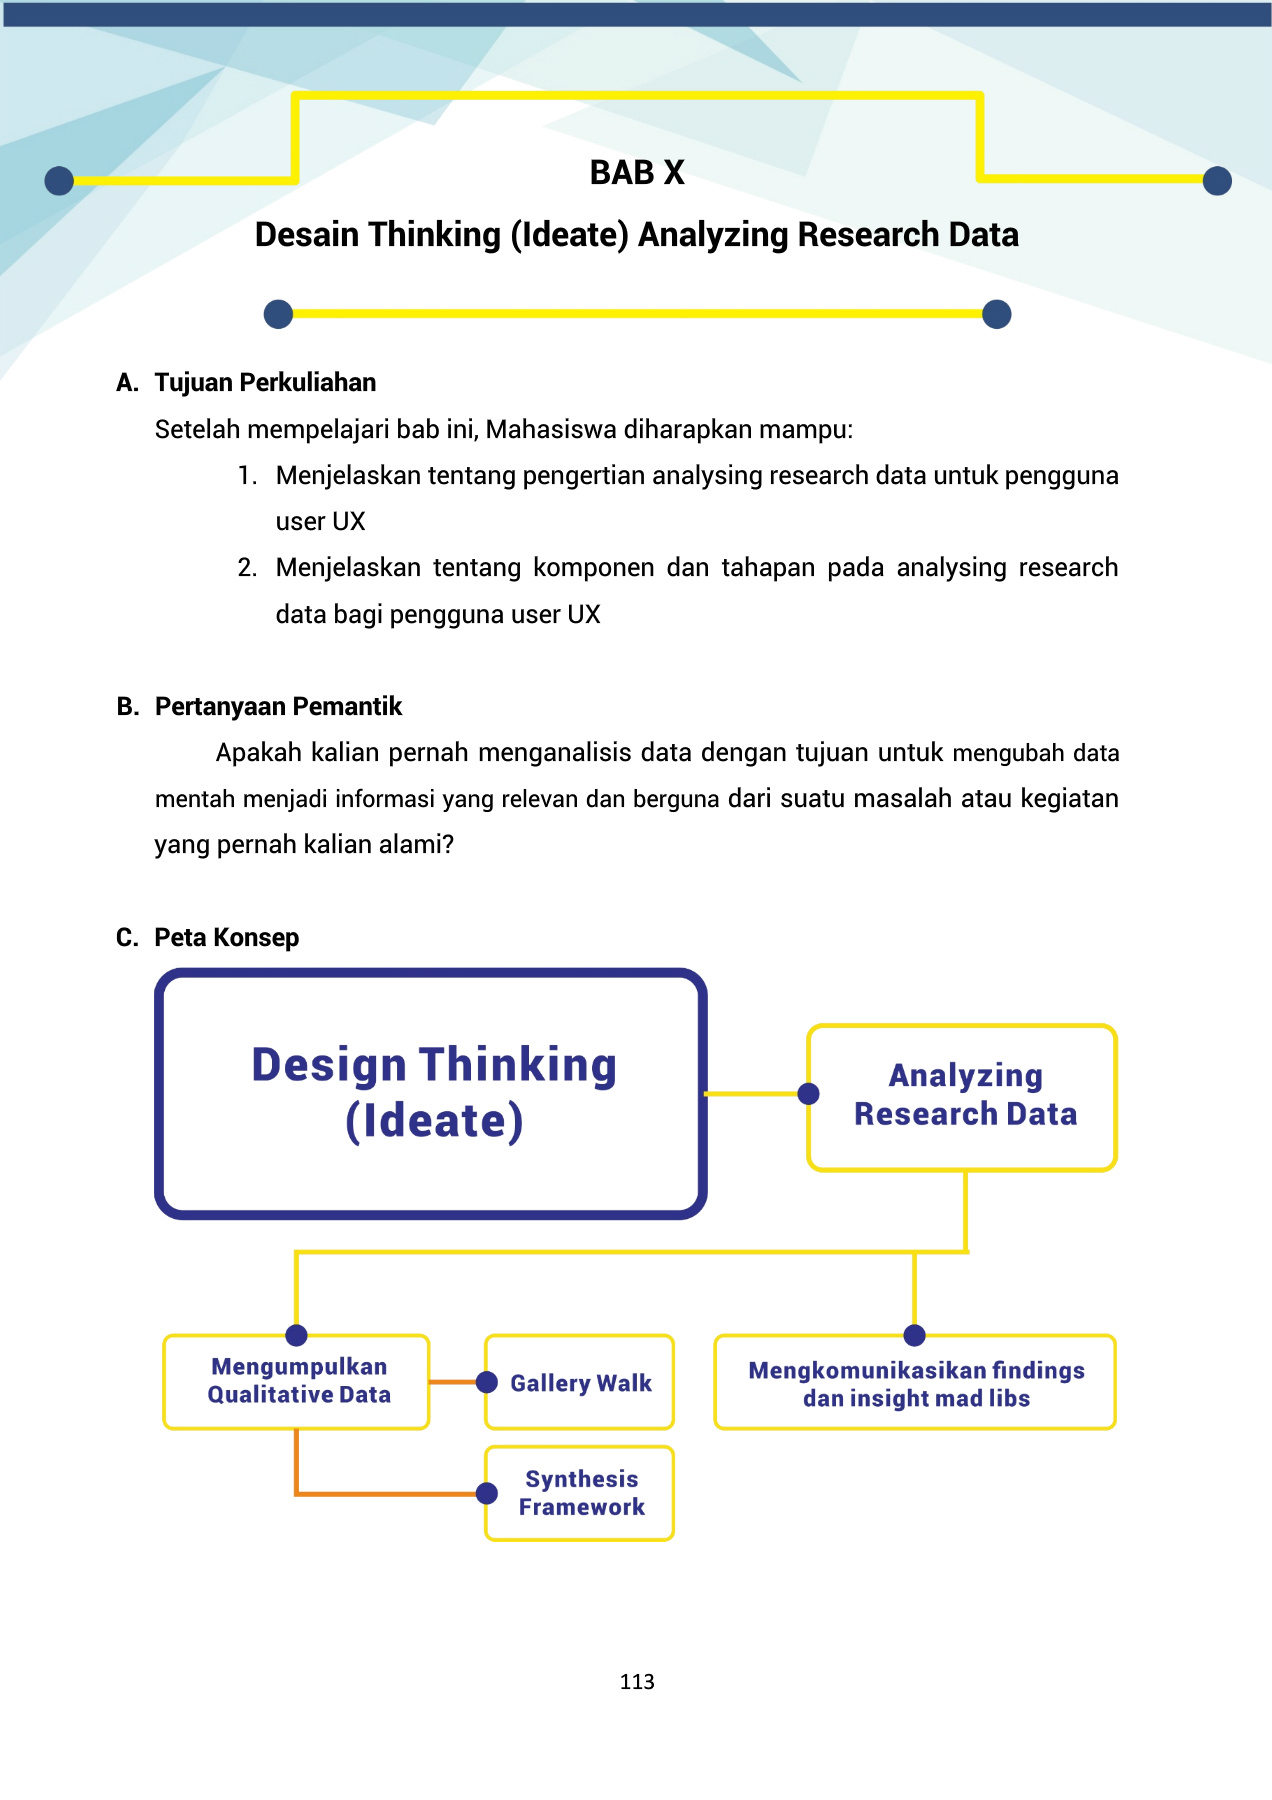 BAB X
Desain Thinking (Ideate) Analyzing Research Data
A. Tujuan Perkuliahan
Setelah mempelajari bab ini, Mahasiswa diharapkan mampu:
1. Menjelaskan tentang pengertian analysing research data untuk pengguna
user UX
2. Menjelaskan tentang komponen dan tahapan pada analysing research
data bagi pengguna user UX
B. Pertanyaan Pemantik
Apakah kalian pernah menganalisis data dengan tujuan untuk mengubah data
mentah menjadi informasi yang relevan dan berguna dari suatu masalah atau kegiatan
yang pernah kalian alami?
C. Peta Konsep
Design Thinking
(Ideate)
Analyzing
Research Data
Mengumpulkan
Qualitative Data
Gallery Walk
Mengkomunikasikan findings
dan insight mad libs
Synthesis
Framework
113